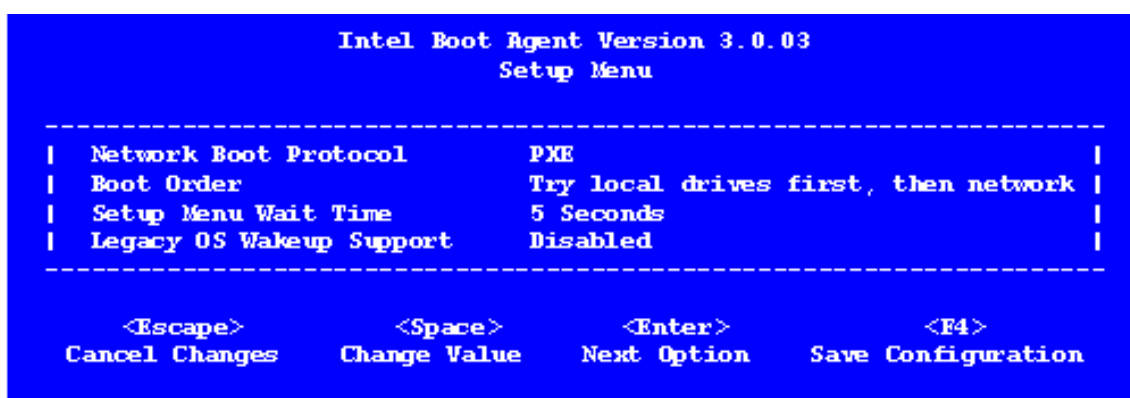 Intel Boot Agent Version 3.0.03
Setup Menu
Network Boot Protocol PXE
Boot Order Try local drives first, then network
Setup Menu Wait Time 5 Seconds
Legacy OS Wakeup Support Disabled
<Escape> <Space> <Enter> <F4>
Cancel Changes Change Value Next Option Save Configuration